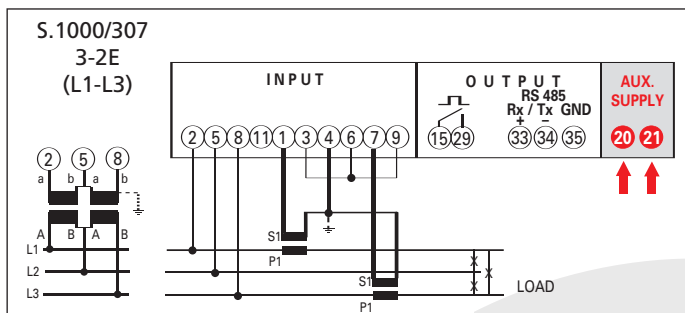 S.1000/307
3-2E
(L1-L3)
INPUT
OUTPUT
RS 485
Rx / Tx GND
+ −
AUX.
SUPPLY
2 5 8 11 1 3 4 6 7 9
15 29
33 34 35
20 21
2 5 8
a b a b
A B A B
L1
L2
L3
S1
P1
S1
P1
LOAD